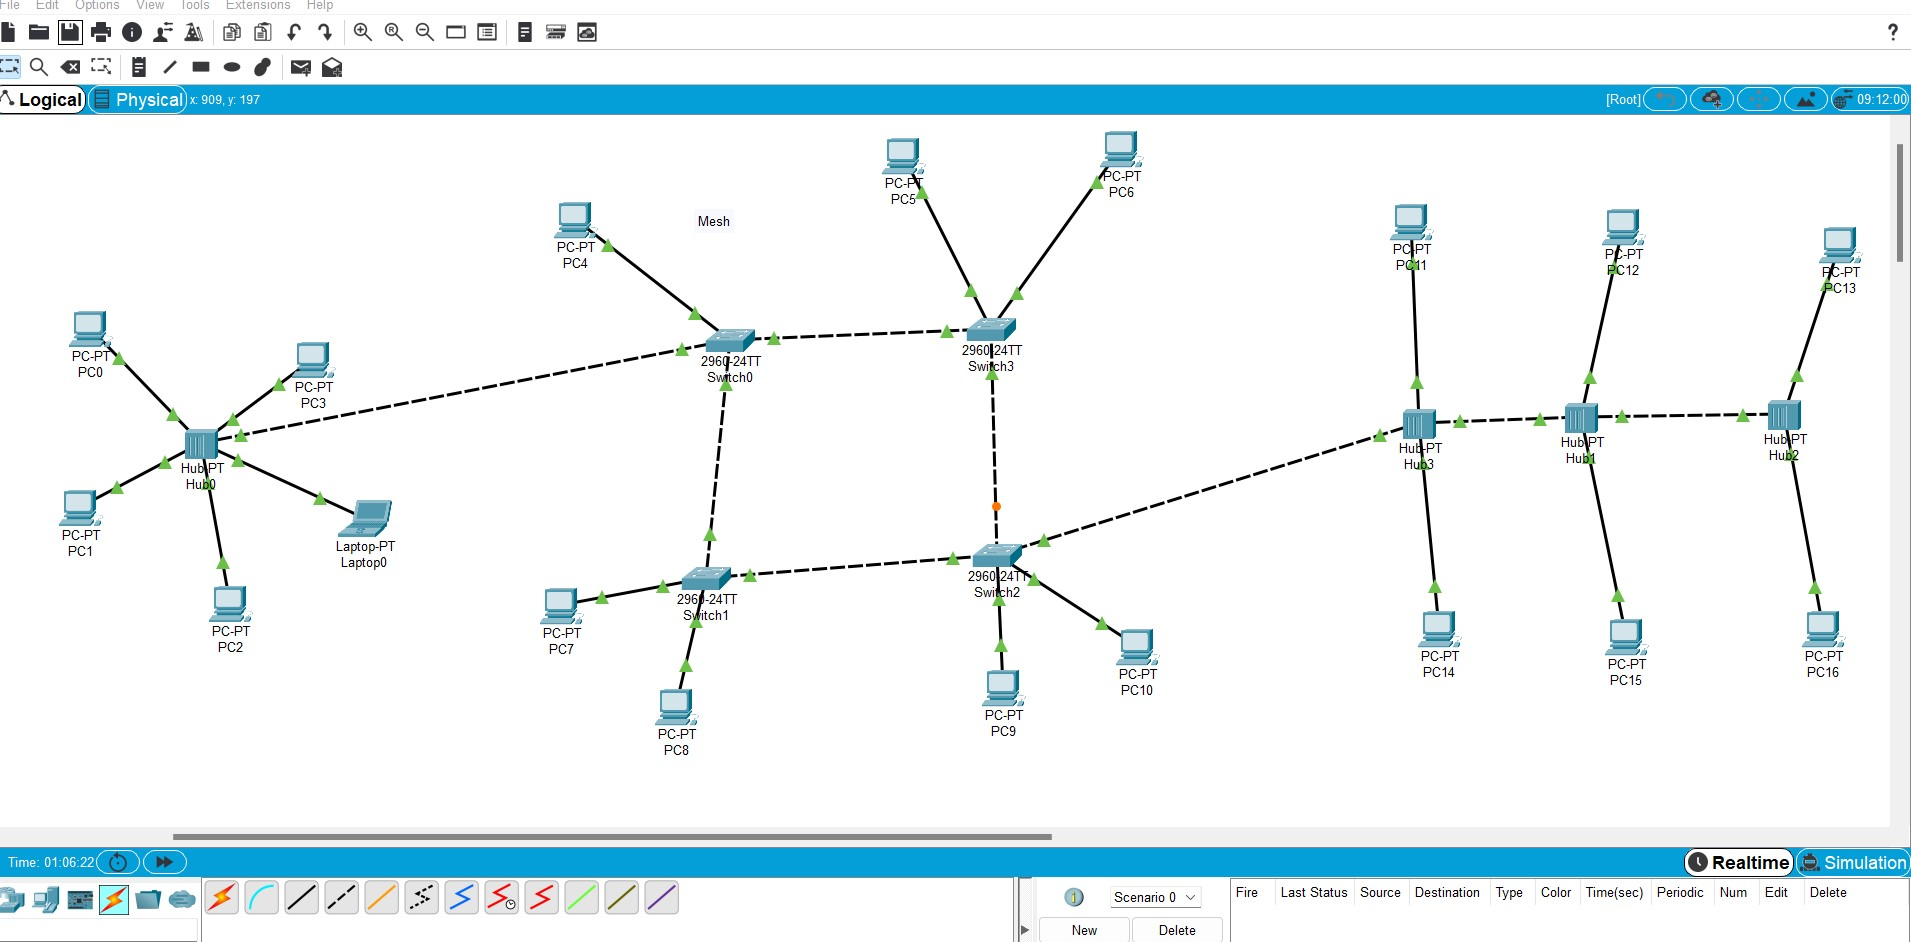 File Edit Options View Tools Extensions Help
?
Logical Physical x: 909, y: 197 [Root] 09:12:00
PC-PT
PC5
PC-PT
PC6
Mesh
PC-PT
PC4
PC-PT
PC11
PC-PT
PC12
PC-PT
PC13
PC-PT
PC0
PC-PT
PC3
2960-24TT
Switch0
2960-24TT
Switch3
Hub-PT
Hub0
Hub-PT
Hub3
Hub-PT
Hub1
Hub-PT
Hub2
PC-PT
PC1
Laptop-PT
Laptop0
2960-24TT
Switch1
2960-24TT
Switch2
PC-PT
PC2
PC-PT
PC7
PC-PT
PC8
PC-PT
PC9
PC-PT
PC10
PC-PT
PC14
PC-PT
PC15
PC-PT
PC16
Time: 01:06:22 Realtime Simulation
Scenario 0
New Delete
Fire Last Status Source Destination Type Color Time(sec) Periodic Num Edit Delete